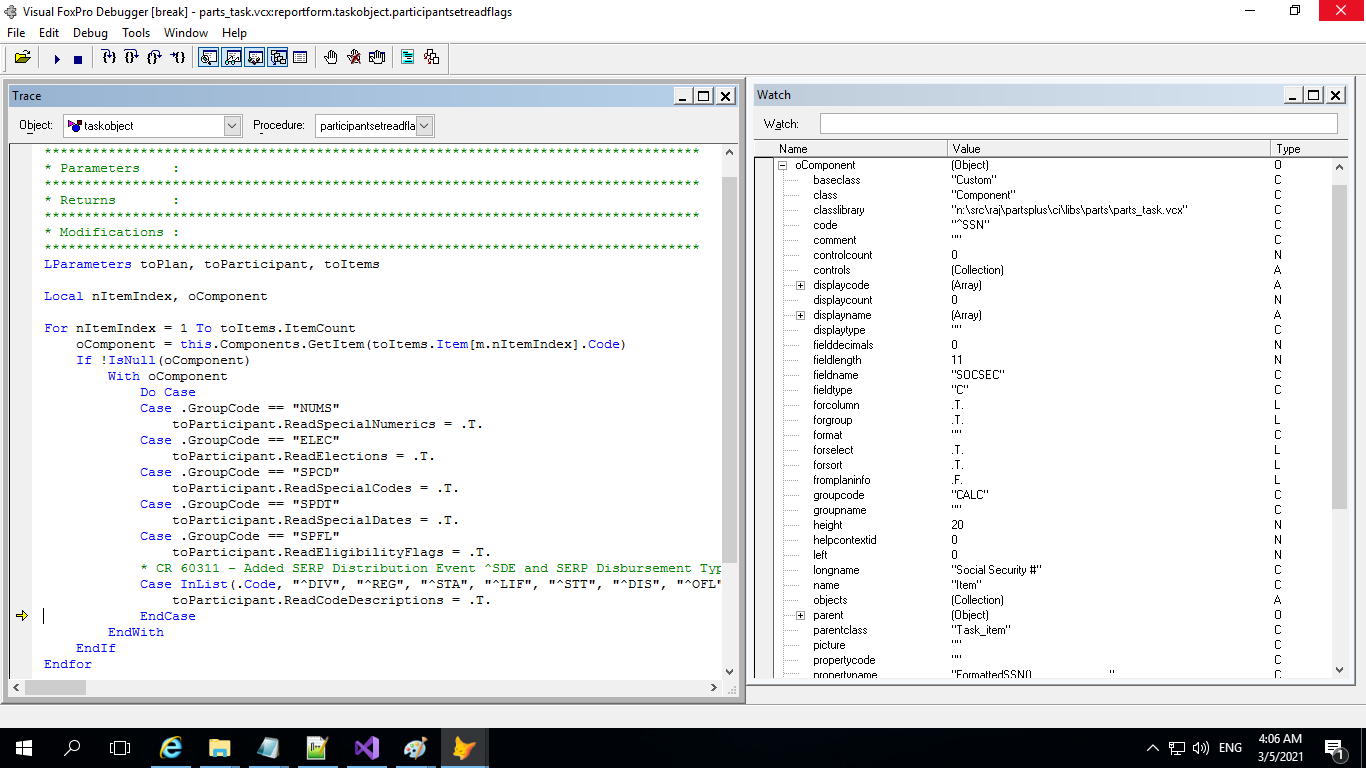 Visual FoxPro Debugger [break] - parts_task.vcx:reportform.taskobject.participantsetreadflags
File Edit Debug Tools Window Help
Trace
Object: taskobject Procedure: participantsetreadfla
**********************************************************************************
* Parameters :
**********************************************************************************
* Returns :
**********************************************************************************
* Modifications :
**********************************************************************************
LParameters toPlan, toParticipant, toItems
Local nItemIndex, oComponent
For nItemIndex = 1 To toItems.ItemCount
oComponent = this.Components.GetItem(toItems.Item[m.nItemIndex].Code)
If !IsNull(oComponent)
With oComponent
Do Case
Case .GroupCode == "NUMS"
toParticipant.ReadSpecialNumerics = .T.
Case .GroupCode == "ELEC"
toParticipant.ReadElections = .T.
Case .GroupCode == "SPCD"
toParticipant.ReadSpecialCodes = .T.
Case .GroupCode == "SPDT"
toParticipant.ReadSpecialDates = .T.
Case .GroupCode == "SPFL"
toParticipant.ReadEligibilityFlags = .T.
* CR 60311 - Added SERP Distribution Event ^SDE and SERP Disbursement Typ
Case InList(.Code, "^DIV", "^REG", "^STA", "^LIF", "^STT", "^DIS", "^OFL"
toParticipant.ReadCodeDescriptions = .T.
EndCase
EndWith
EndIf
Endfor
Watch
Watch:
Name Value Type
oComponent (Object) O
baseclass "Custom" C
class "Component" C
classlibrary "n:\src\raj\partsplus\ci\libs\parts\parts_task.vcx" C
code "^SSN" C
comment "" C
controlcount 0 N
controls (Collection) A
displaycode (Array) A
displaycount 0 N
displayname (Array) A
displaytype "" C
fielddecimals 0 N
fieldlength 11 N
fieldname "SOCSEC" C
fieldtype "C" C
forcolumn .T. L
forgroup .T. L
format "" C
forselect .T. L
forsort .T. L
fromplaninfo .F. L
groupcode "CALC" C
groupname "" C
height 20 N
helpcontextid 0 N
left 0 N
longname "Social Security #" C
name "Item" C
objects (Collection) A
parent (Object) O
parentclass "Task_item" C
picture "" C
propertycode "" C
propertyname "FormattedSSN() " C
ENG
4:06 AM
3/5/2021
1